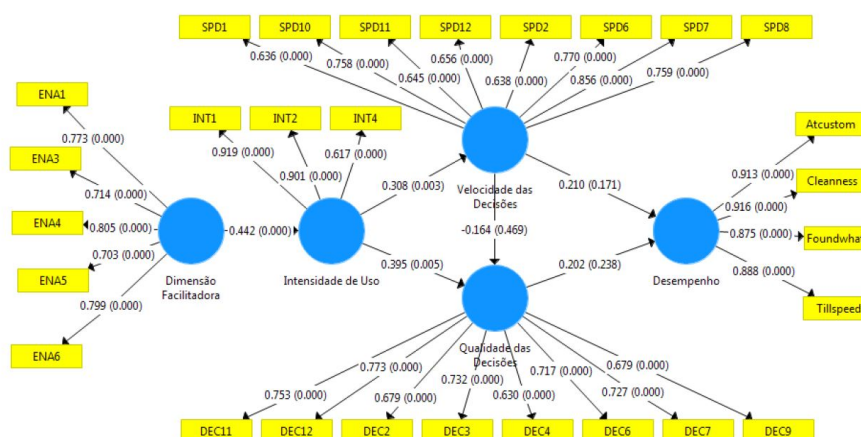 SPD1 SPD10 SPD11 SPD12 SPD2 SPD6 SPD7 SPD8
0.636 (0.000)
0.758 (0.000)
0.645 (0.000)
0.656 (0.000)
0.638 (0.000)
0.770 (0.000)
0.856 (0.000)
0.759 (0.000)
ENA1
ENA3
ENA4
ENA5
ENA6
0.773 (0.000)
0.714 (0.000)
0.805 (0.000)
0.703 (0.000)
0.799 (0.000)
Dimensão
Facilitadora
0.442 (0.000)
INT1 INT2 INT4
0.919 (0.000)
0.901 (0.000)
0.617 (0.000)
Intensidade de Uso
0.308 (0.003)
0.395 (0.005)
Velocidade das
Decisões
-0.164 (0.469)
0.210 (0.171)
0.202 (0.238)
Qualidade das
Decisões
Desempenho
0.913 (0.000)
0.916 (0.000)
0.875 (0.000)
0.888 (0.000)
Atcustom
Cleanness
Foundwhat
Tillspeed
0.753 (0.000)
0.773 (0.000)
0.679 (0.000)
0.732 (0.000)
0.630 (0.000)
0.717 (0.000)
0.727 (0.000)
0.679 (0.000)
DEC11 DEC12 DEC2 DEC3 DEC4 DEC6 DEC7 DEC9